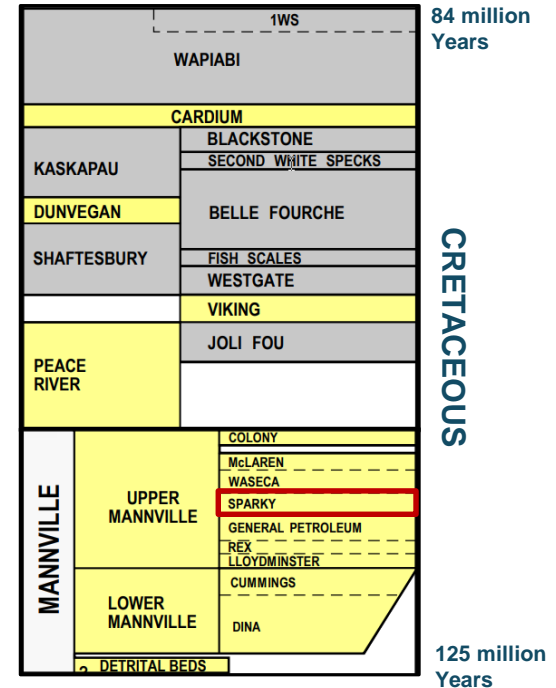 1WS
84 million
Years
WAPIABI
CARDIUM
KASKAPAU
BLACKSTONE
SECOND WHITE SPECKS
DUNVEGAN
BELLE FOURCHE
SHAFTESBURY
FISH SCALES
WESTGATE
VIKING
JOLI FOU
PEACE
RIVER
CRETACEOUS
MANNVILLE
UPPER
MANNVILLE
COLONY
McLAREN
WASECA
SPARKY
GENERAL PETROLEUM
REX
LLOYDMINSTER
LOWER
MANNVILLE
CUMMINGS
DINA
? DETRITAL BEDS
125 million
Years